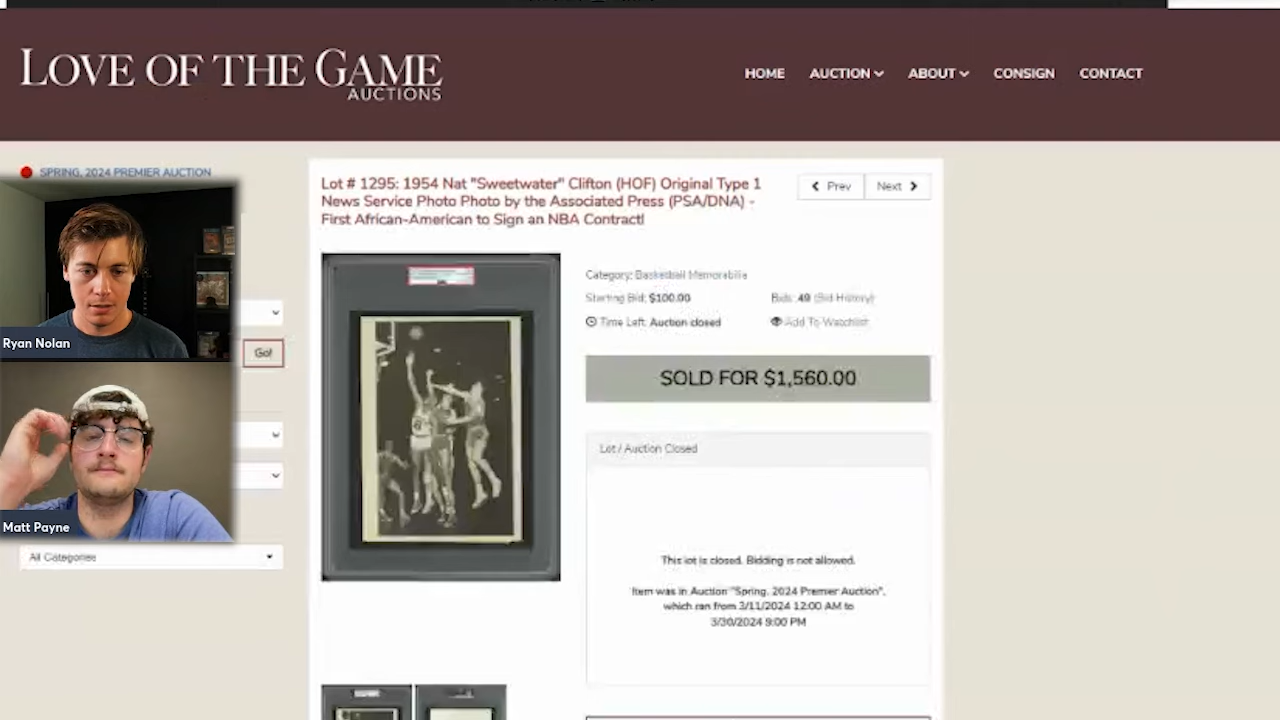 LOVE OF THE GAME
AUCTIONS
HOME
AUCTION
ABOUT
CONSIGN
CONTACT
SPRING, 2024 PREMIER AUCTION
Lot # 1295: 1954 Nat "Sweetwater" Clifton (HOF) Original Type 1
News Service Photo Photo by the Associated Press (PSA/DNA) -
First African-American to Sign an NBA Contract!
Prev
Next
Category: Basketball Memorabilia
Starting Bid: $100.00
Bids: 49 (Bid History)
Time Left: Auction closed
Add To Watchlist
SOLD FOR $1,560.00
Lot / Auction Closed
This lot is closed. Bidding is not allowed.
Item was in Auction "Spring, 2024 Premier Auction",
which ran from 3/11/2024 12:00 AM to
3/30/2024 9:00 PM
Ryan Nolan
Go!
Matt Payne
All Categories